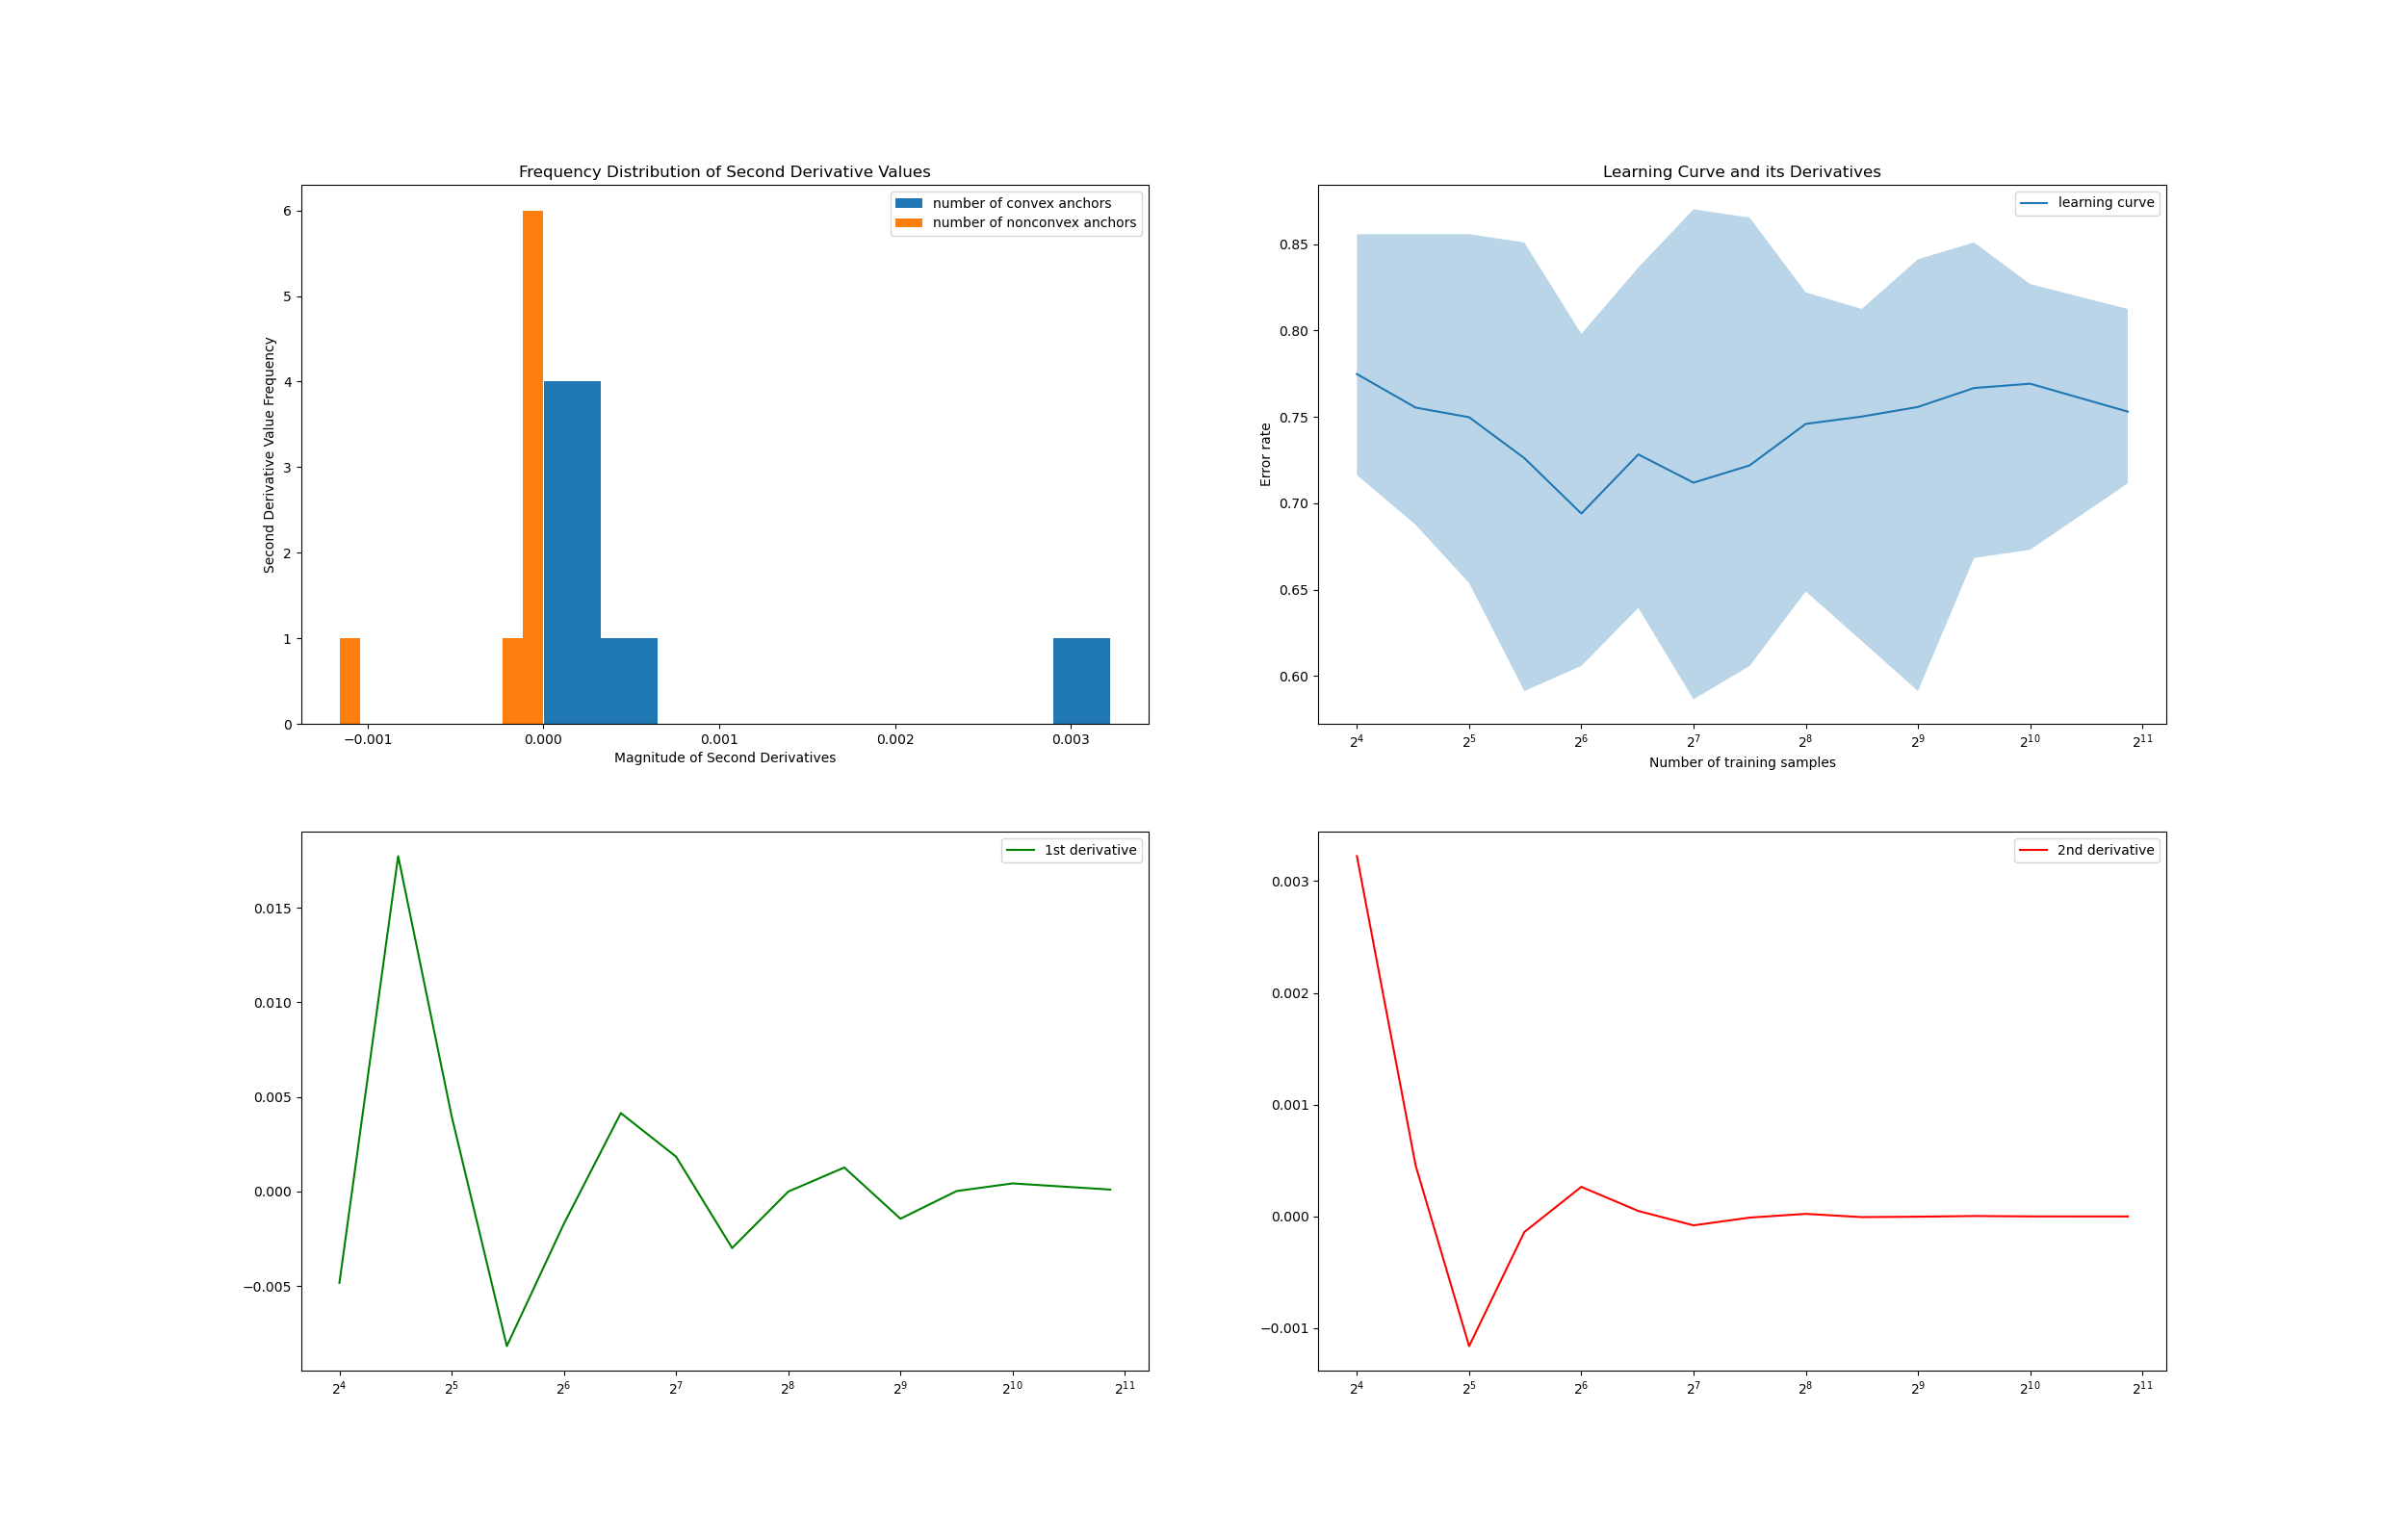 Frequency Distribution of Second Derivative Values
number of convex anchors
number of nonconvex anchors
6
5
4
3
2
1
0
Second Derivative Value Frequency
−0.001 0.000 0.001 0.002 0.003
Magnitude of Second Derivatives
Learning Curve and its Derivatives
learning curve
0.85
0.80
0.75
0.70
0.65
0.60
Error rate
2⁴ 2⁵ 2⁶ 2⁷ 2⁸ 2⁹ 2¹⁰ 2¹¹
Number of training samples
1st derivative
0.015
0.010
0.005
0.000
−0.005
2⁴ 2⁵ 2⁶ 2⁷ 2⁸ 2⁹ 2¹⁰ 2¹¹
2nd derivative
0.003
0.002
0.001
0.000
−0.001
2⁴ 2⁵ 2⁶ 2⁷ 2⁸ 2⁹ 2¹⁰ 2¹¹